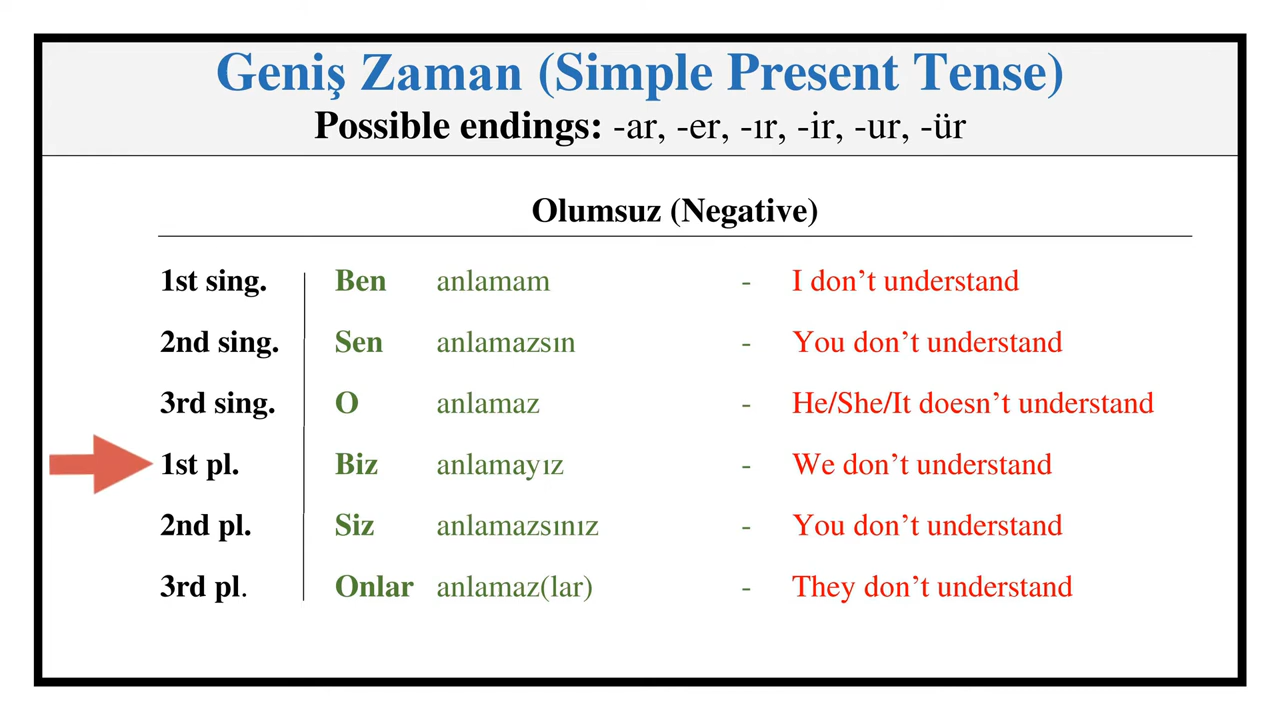 Geniş Zaman (Simple Present Tense)
Possible endings: -ar, -er, -ır, -ir, -ur, -ür
Olumsuz (Negative)
1st sing. Ben anlamam - I don’t understand
2nd sing. Sen anlamazsın - You don’t understand
3rd sing. O anlamaz - He/She/It doesn’t understand
1st pl. Biz anlamayız - We don’t understand
2nd pl. Siz anlamazsınız - You don’t understand
3rd pl. Onlar anlamaz(lar) - They don’t understand